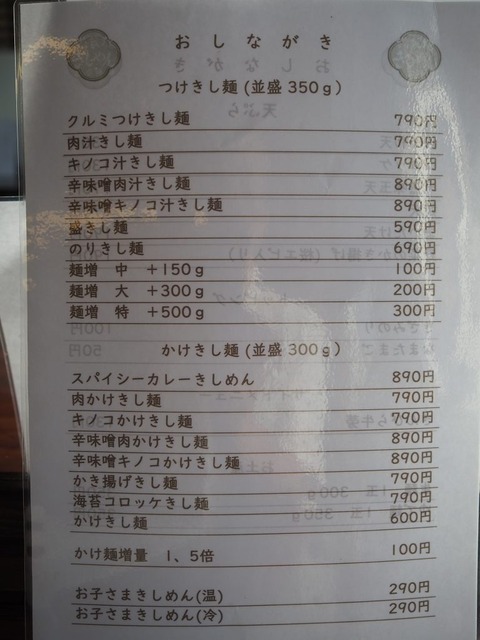 おしながき
つけきし麺 (並盛 350g)
クルミつけきし麺 790円
肉汁きし麺 790円
キノコ汁きし麺 790円
辛味噌肉汁きし麺 890円
辛味噌キノコ汁きし麺 890円
盛きし麺 590円
のりきし麺 690円
麺増 中 +150g 100円
麺増 大 +300g 200円
麺増 特 +500g 300円
かけきし麺 (並盛 300g)
スパイシーカレーきしめん 890円
肉かけきし麺 790円
キノコかけきし麺 790円
辛味噌肉かけきし麺 890円
辛味噌キノコかけきし麺 890円
かき揚げきし麺 790円
海苔コロッケきし麺 790円
かけきし麺 600円
かけ麺増量 1、5倍 100円
お子さまきしめん(温) 290円
お子さまきしめん(冷) 290円